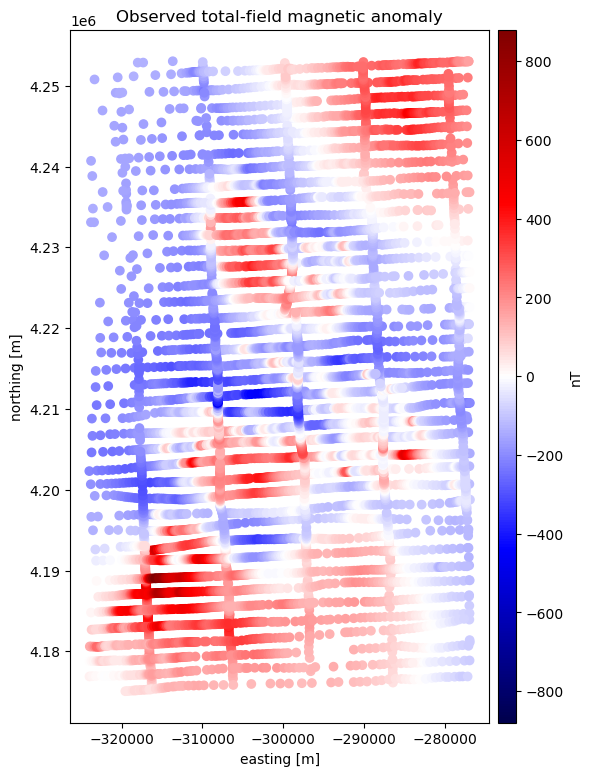 Observed total-field magnetic anomaly
1e6
4.25
4.24
4.23
4.22
4.21
4.20
4.19
4.18
northing [m]
−320000 −310000 −300000 −290000 −280000
easting [m]
800
600
400
200
0
−200
−400
−600
−800
nT